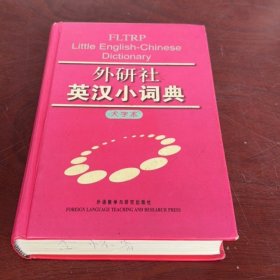 FLTRP
Little English-Chinese
Dictionary
外研社
英汉小词典
大字本
外语教学与研究出版社
FOREIGN LANGUAGE TEACHING AND RESEARCH PRESS